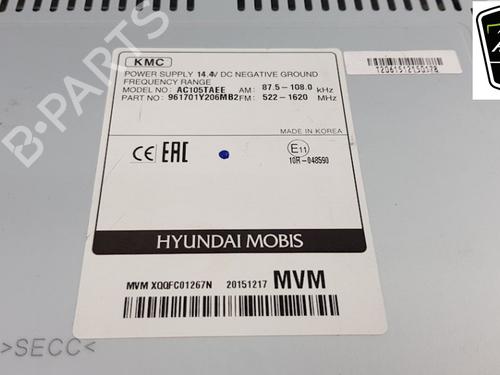 KMC
POWER SUPPLY 14.4V DC NEGATIVE GROUND
FREQUENCY RANGE
MODEL NO: AC105TAEE AM: 87.5 - 108.0 kHz
PART NO: 961701Y206MB2 FM: 522 - 1620 MHz
MADE IN KOREA
CE EAC E11
10R-048590
HYUNDAI MOBIS
MVM XQQFC01267N 20151217 MVM
>SECC<